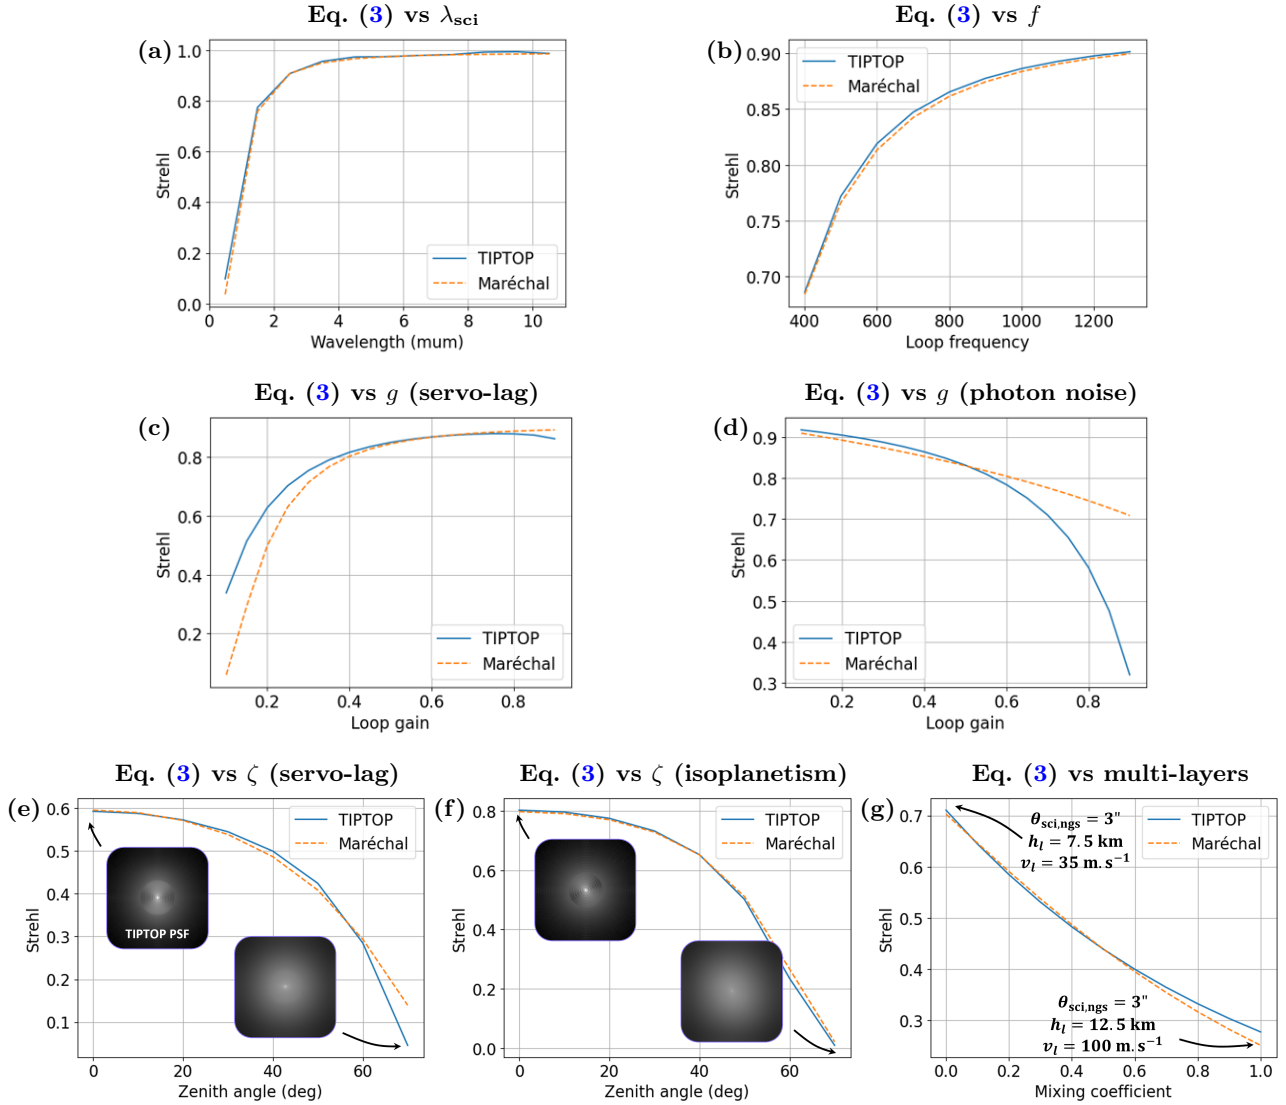 Eq. (3) vs λsci
(a)
1.0
0.8
0.6
0.4
0.2
0.0
Strehl
TIPTOP
Maréchal
0 2 4 6 8 10
Wavelength (mum)
Eq. (3) vs f
(b)
0.90
0.85
0.80
0.75
0.70
Strehl
TIPTOP
Maréchal
400 600 800 1000 1200
Loop frequency
Eq. (3) vs g (servo-lag)
(c)
0.8
0.6
0.4
0.2
Strehl
TIPTOP
Maréchal
0.2 0.4 0.6 0.8
Loop gain
Eq. (3) vs g (photon noise)
(d)
0.9
0.8
0.7
0.6
0.5
0.4
0.3
Strehl
TIPTOP
Maréchal
0.2 0.4 0.6 0.8
Loop gain
Eq. (3) vs ζ (servo-lag)
(e)
0.6
0.5
0.4
0.3
0.2
0.1
Strehl
TIPTOP
Maréchal
TIPTOP PSF
0 20 40 60
Zenith angle (deg)
Eq. (3) vs ζ (isoplanetism)
(f)
0.8
0.6
0.4
0.2
0.0
Strehl
TIPTOP
Maréchal
0 20 40 60
Zenith angle (deg)
Eq. (3) vs multi-layers
(g)
0.7
0.6
0.5
0.4
0.3
Strehl
TIPTOP
Maréchal
θsci,ngs = 3"
hl = 7.5 km
vl = 35 m.s⁻¹
θsci,ngs = 3"
hl = 12.5 km
vl = 100 m.s⁻¹
0.0 0.2 0.4 0.6 0.8 1.0
Mixing coefficient